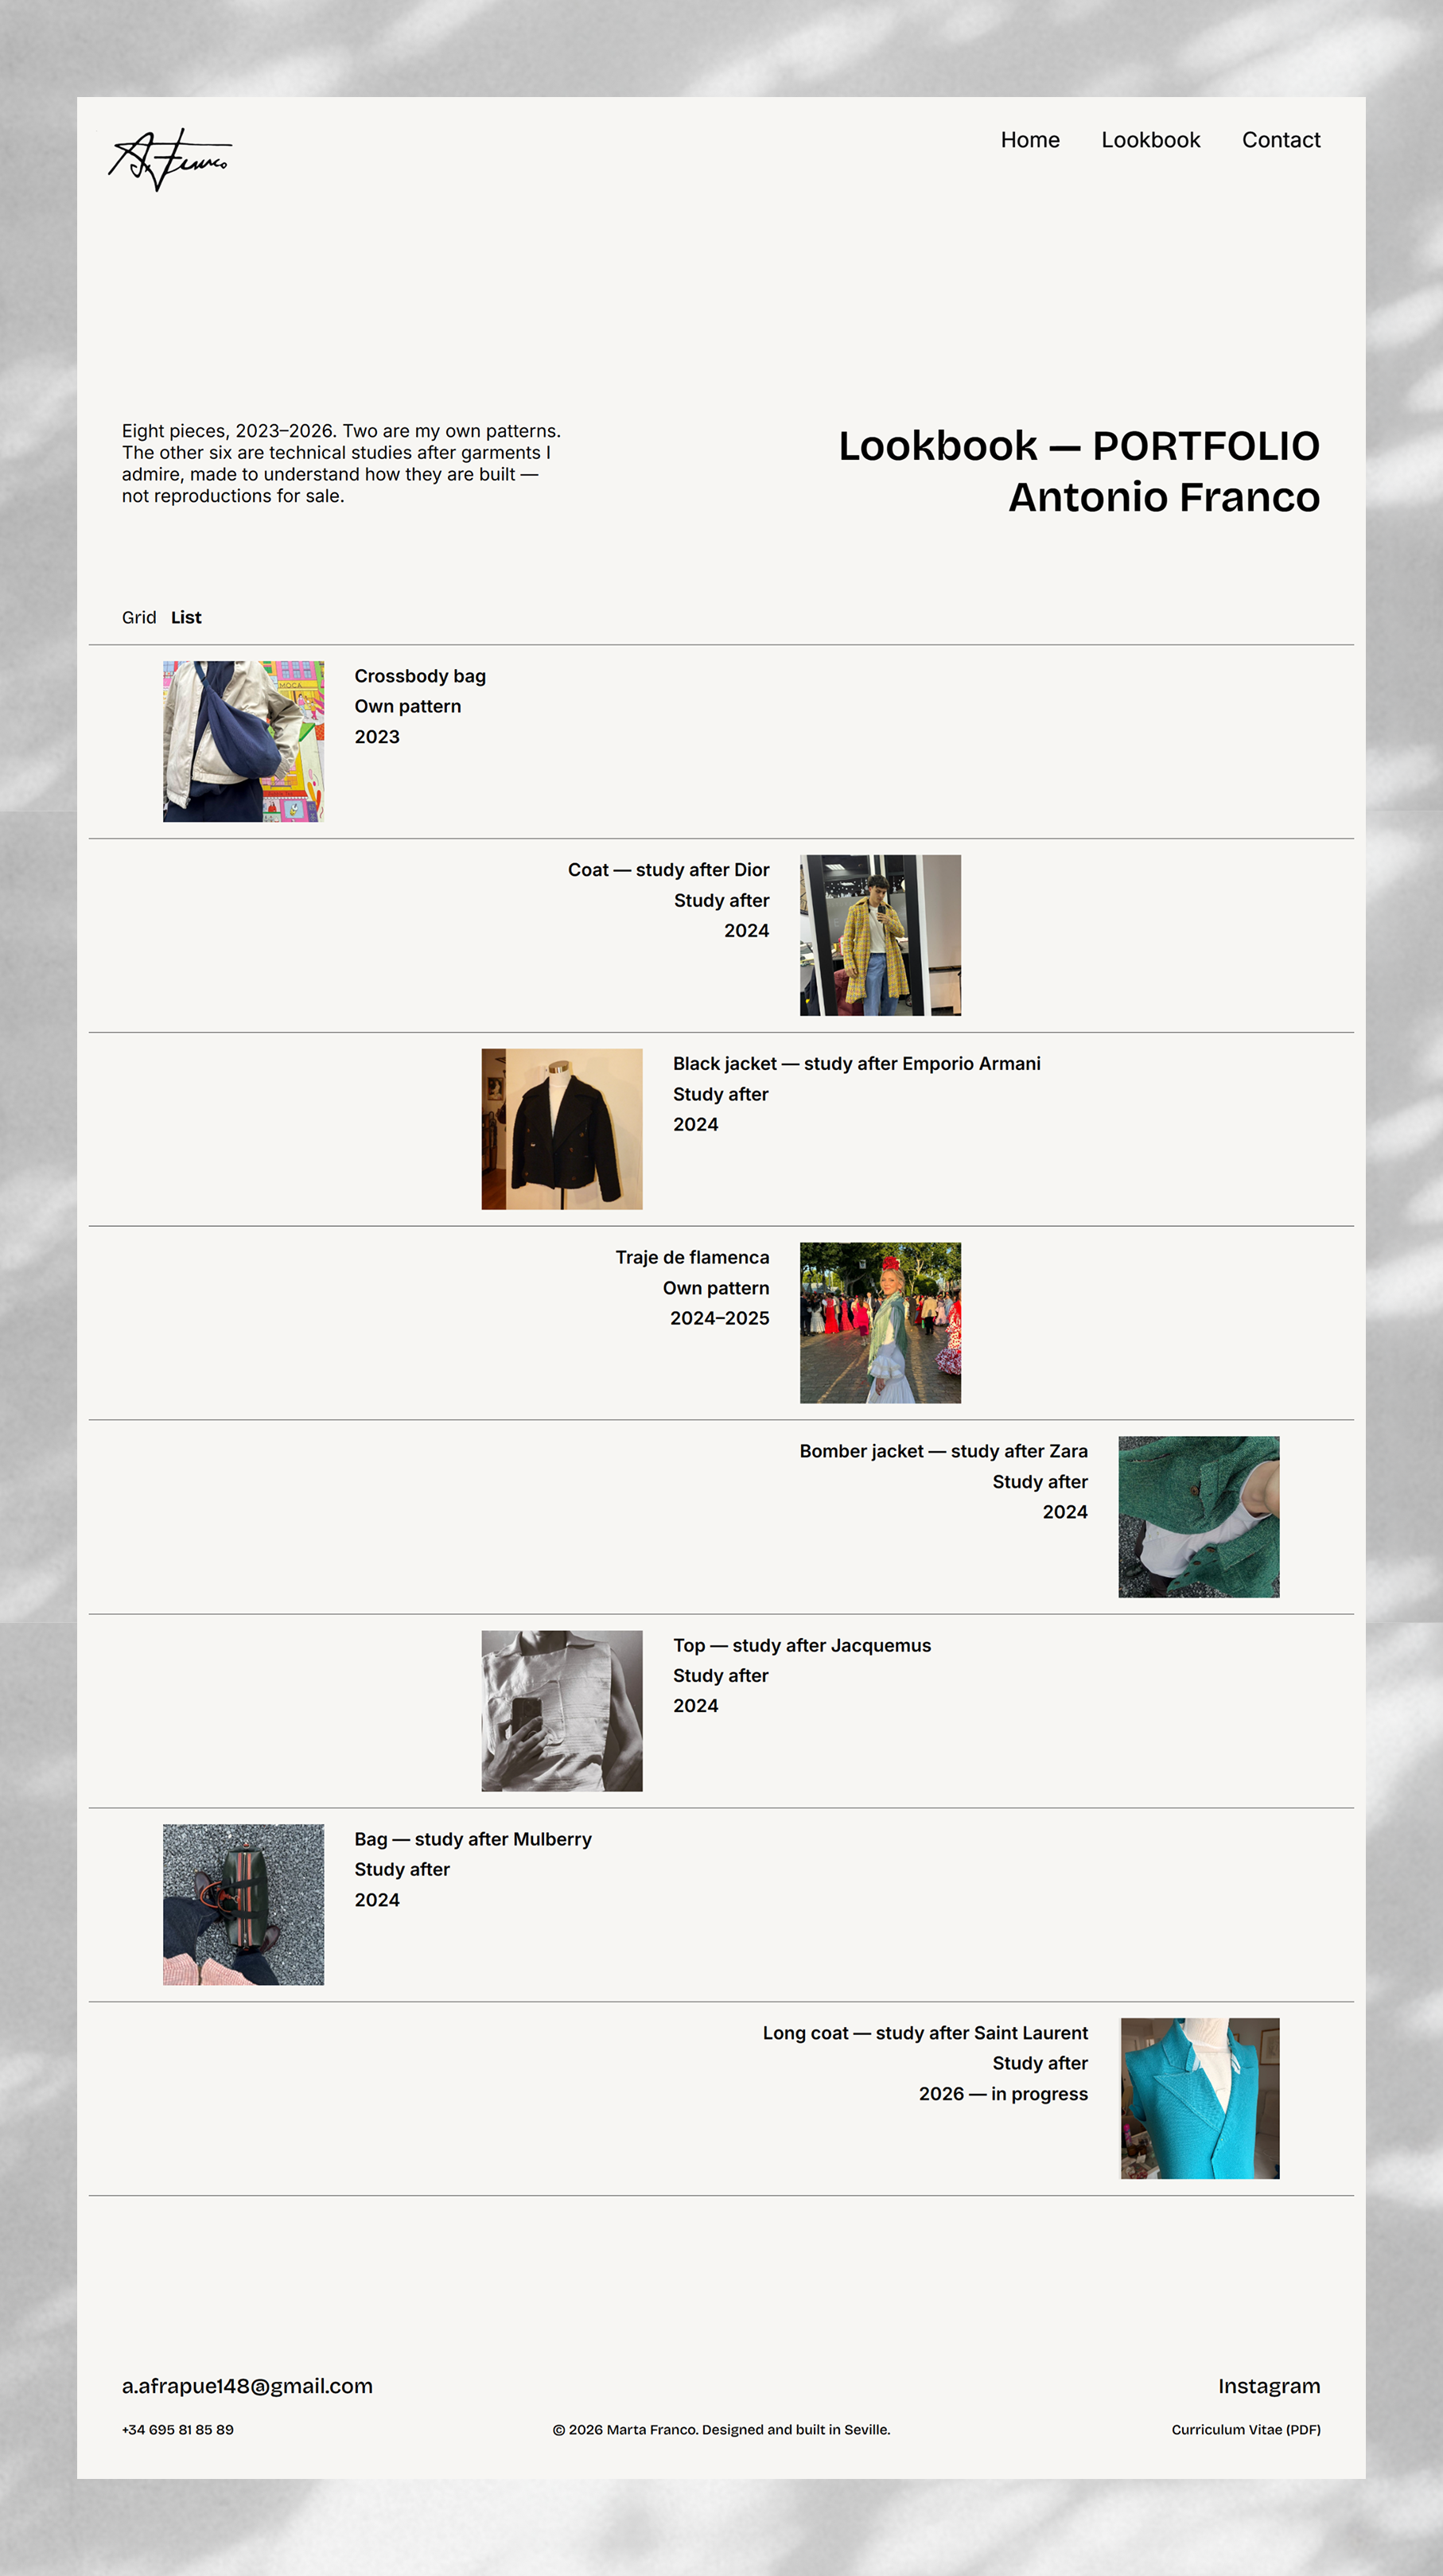 A. Franco
Home Lookbook Contact
Eight pieces, 2023–2026. Two are my own patterns.
The other six are technical studies after garments I
admire, made to understand how they are built —
not reproductions for sale.
Lookbook — PORTFOLIO
Antonio Franco
Grid List
MOCA
Crossbody bag
Own pattern
2023
Coat — study after Dior
Study after
2024
Black jacket — study after Emporio Armani
Study after
2024
Traje de flamenca
Own pattern
2024–2025
Bomber jacket — study after Zara
Study after
2024
Top — study after Jacquemus
Study after
2024
Bag — study after Mulberry
Study after
2024
Long coat — study after Saint Laurent
Study after
2026 — in progress
a.afrapue148@gmail.com
Instagram
+34 695 81 85 89
© 2026 Marta Franco. Designed and built in Seville.
Curriculum Vitae (PDF)